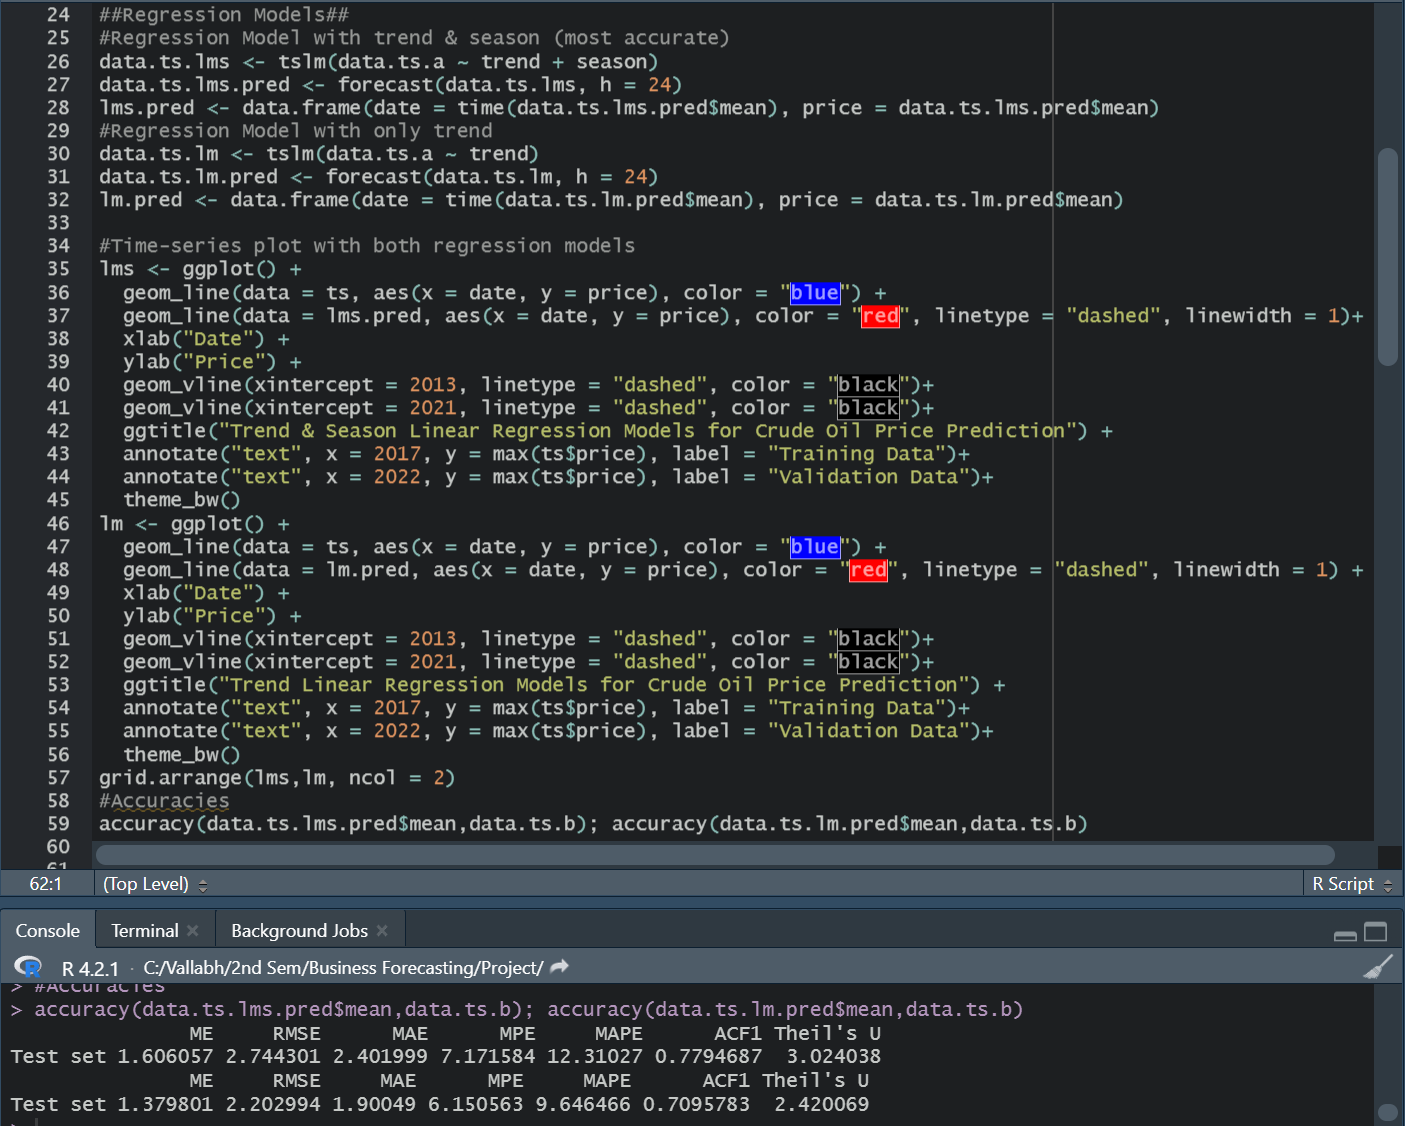 24 ##Regression Models##
25 #Regression Model with trend & season (most accurate)
26 data.ts.lms <- tslm(data.ts.a ~ trend + season)
27 data.ts.lms.pred <- forecast(data.ts.lms, h = 24)
28 lms.pred <- data.frame(date = time(data.ts.lms.pred$mean), price = data.ts.lms.pred$mean)
29 #Regression Model with only trend
30 data.ts.lm <- tslm(data.ts.a ~ trend)
31 data.ts.lm.pred <- forecast(data.ts.lm, h = 24)
32 lm.pred <- data.frame(date = time(data.ts.lm.pred$mean), price = data.ts.lm.pred$mean)
33
34 #Time-series plot with both regression models
35 lms <- ggplot() +
36   geom_line(data = ts, aes(x = date, y = price), color = "blue") +
37   geom_line(data = lms.pred, aes(x = date, y = price), color = "red", linetype = "dashed", linewidth = 1)+
38   xlab("Date") +
39   ylab("Price") +
40   geom_vline(xintercept = 2013, linetype = "dashed", color = "black")+
41   geom_vline(xintercept = 2021, linetype = "dashed", color = "black")+
42   ggtitle("Trend & Season Linear Regression Models for Crude Oil Price Prediction") +
43   annotate("text", x = 2017, y = max(ts$price), label = "Training Data")+
44   annotate("text", x = 2022, y = max(ts$price), label = "Validation Data")+
45   theme_bw()
46 lm <- ggplot() +
47   geom_line(data = ts, aes(x = date, y = price), color = "blue") +
48   geom_line(data = lm.pred, aes(x = date, y = price), color = "red", linetype = "dashed", linewidth = 1) +
49   xlab("Date") +
50   ylab("Price") +
51   geom_vline(xintercept = 2013, linetype = "dashed", color = "black")+
52   geom_vline(xintercept = 2021, linetype = "dashed", color = "black")+
53   ggtitle("Trend Linear Regression Models for Crude Oil Price Prediction") +
54   annotate("text", x = 2017, y = max(ts$price), label = "Training Data")+
55   annotate("text", x = 2022, y = max(ts$price), label = "Validation Data")+
56   theme_bw()
57 grid.arrange(lms,lm, ncol = 2)
58 #Accuracies
59 accuracy(data.ts.lms.pred$mean,data.ts.b); accuracy(data.ts.lm.pred$mean,data.ts.b)
60
61
62:1 (Top Level) R Script
Console Terminal Background Jobs
R R 4.2.1 · C:/Vallabh/2nd Sem/Business Forecasting/Project/
> #Accuracies
> accuracy(data.ts.lms.pred$mean,data.ts.b); accuracy(data.ts.lm.pred$mean,data.ts.b)
ME RMSE MAE MPE MAPE ACF1 Theil's U
Test set 1.606057 2.744301 2.401999 7.171584 12.31027 0.7794687 3.024038
ME RMSE MAE MPE MAPE ACF1 Theil's U
Test set 1.379801 2.202994 1.90049 6.150563 9.646466 0.7095783 2.420069
>